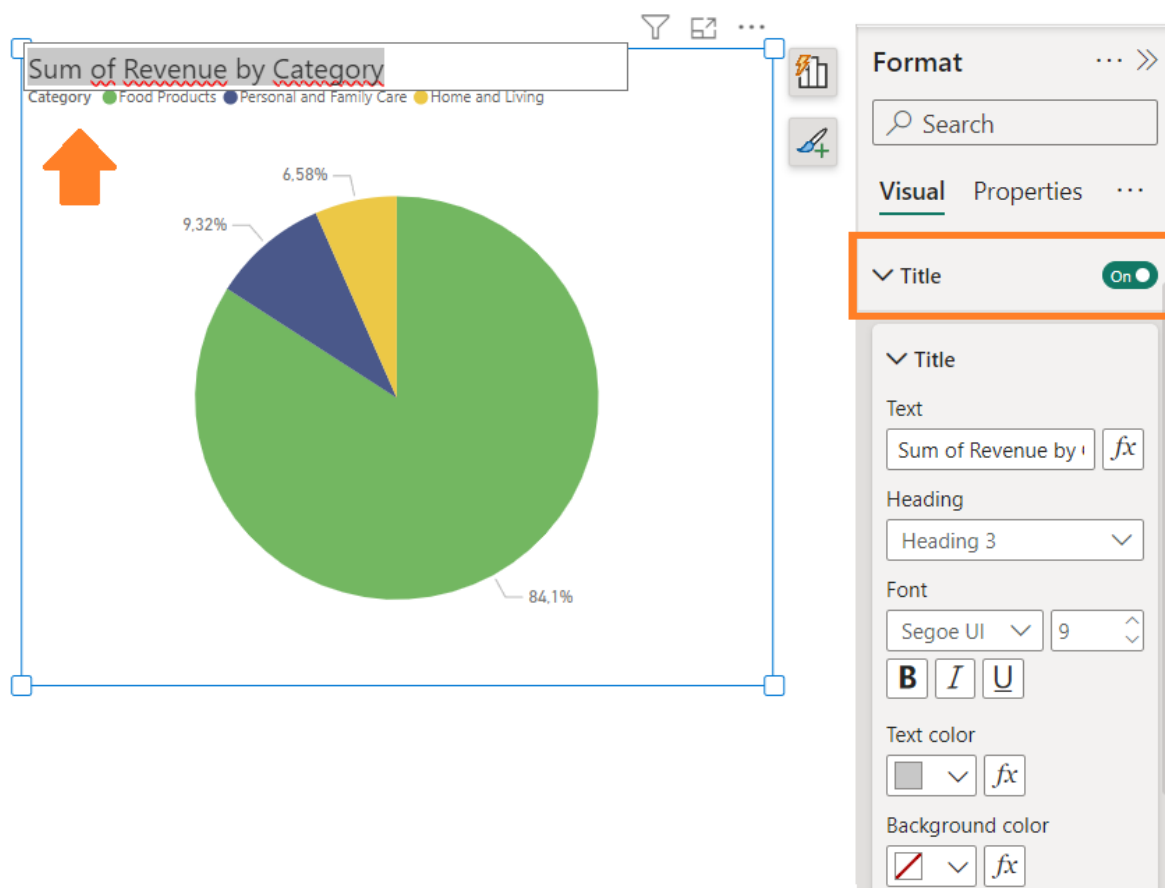 Sum of Revenue by Category
Category Food Products Personal and Family Care Home and Living
6,58%
9,32%
84,1%
Format
Search
Visual Properties
Title On
Title
Text
Sum of Revenue by fx
Heading
Heading 3
Font
Segoe UI 9
B I U
Text color
fx
Background color
fx